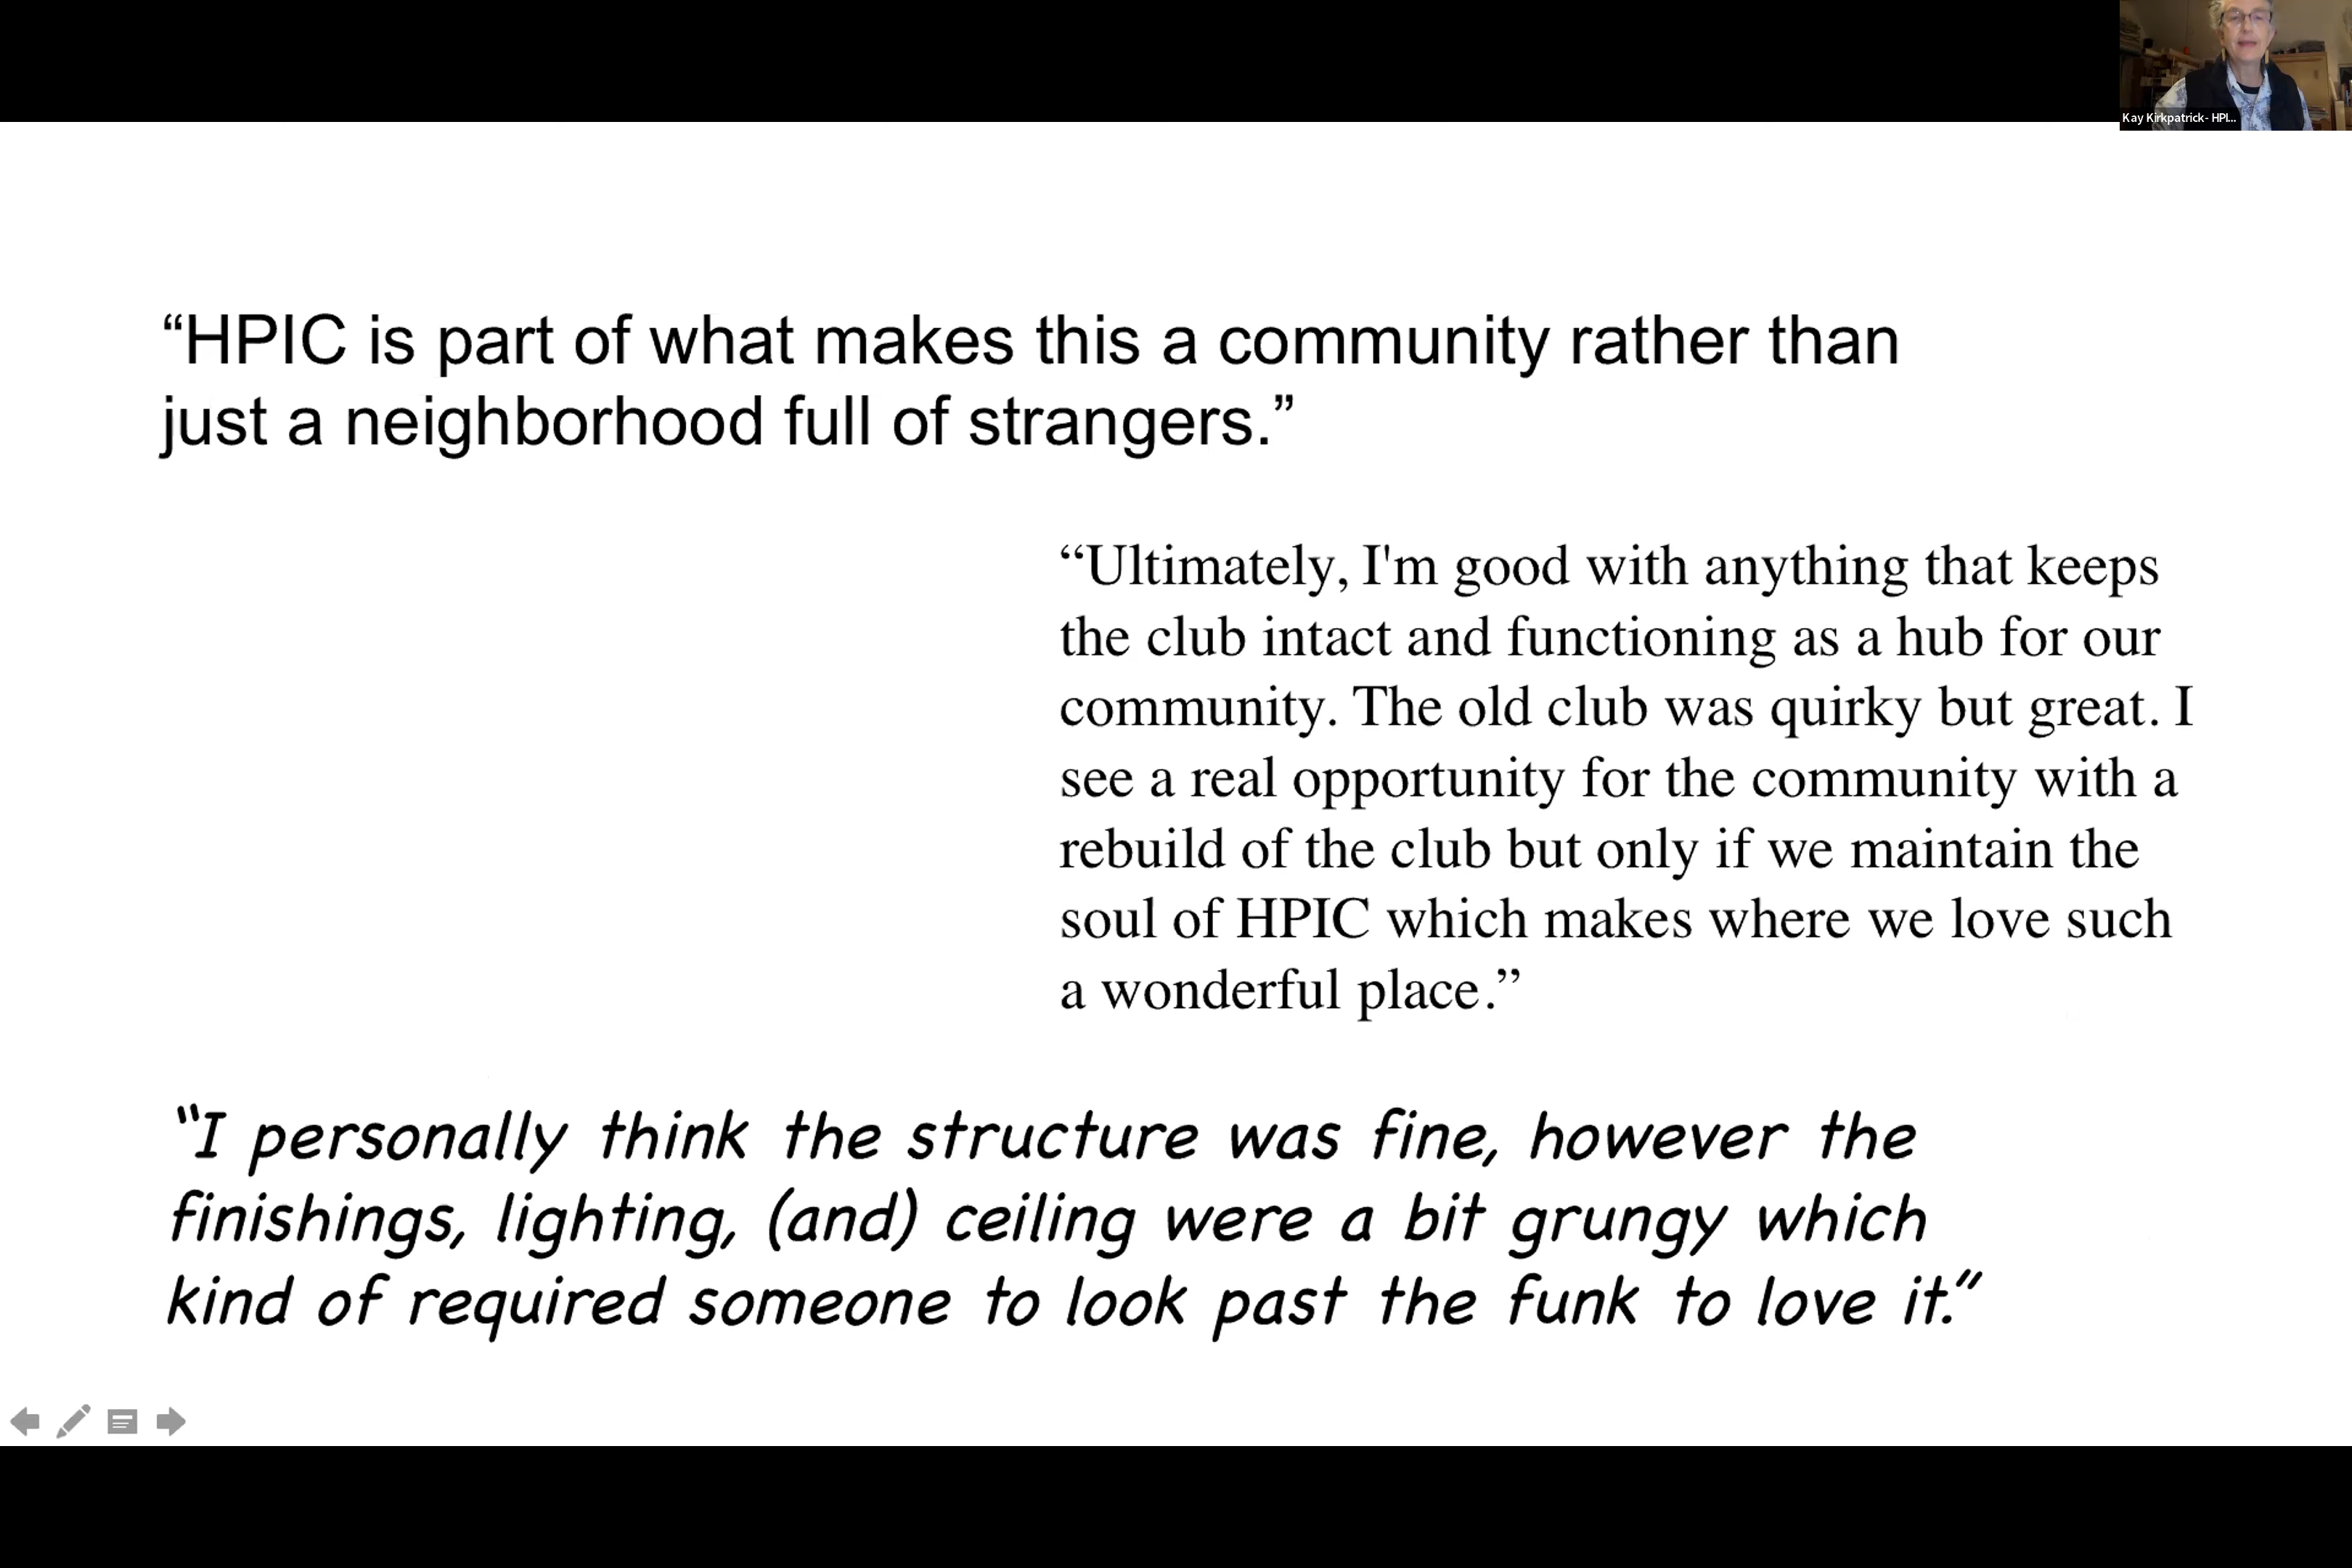 Kay Kirkpatrick- HPI...
“HPIC is part of what makes this a community rather than
just a neighborhood full of strangers.”
“Ultimately, I'm good with anything that keeps
the club intact and functioning as a hub for our
community. The old club was quirky but great. I
see a real opportunity for the community with a
rebuild of the club but only if we maintain the
soul of HPIC which makes where we love such
a wonderful place.”
“I personally think the structure was fine, however the
finishings, lighting, (and) ceiling were a bit grungy which
kind of required someone to look past the funk to love it.”